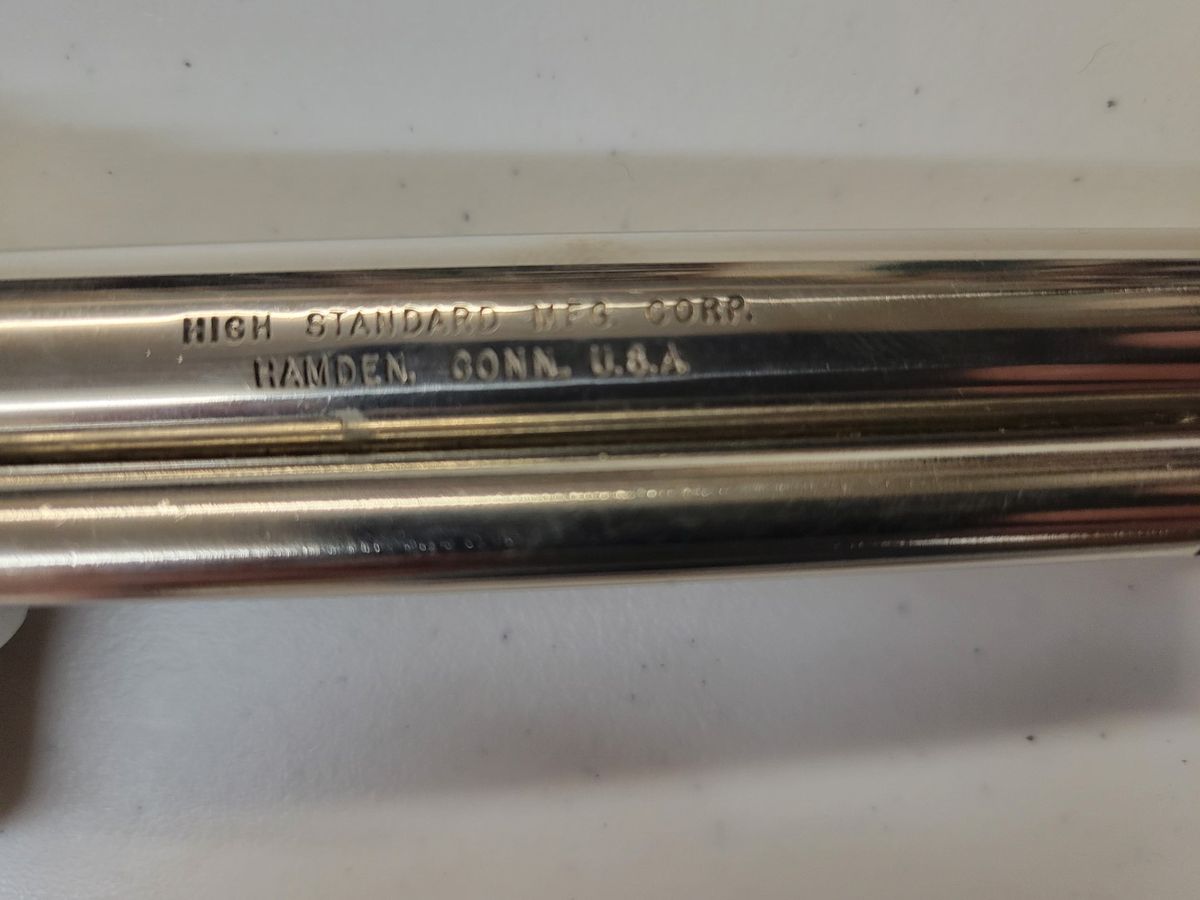 HIGH STANDARD MFG CORP.
HAMDEN, CONN. U.S.A.